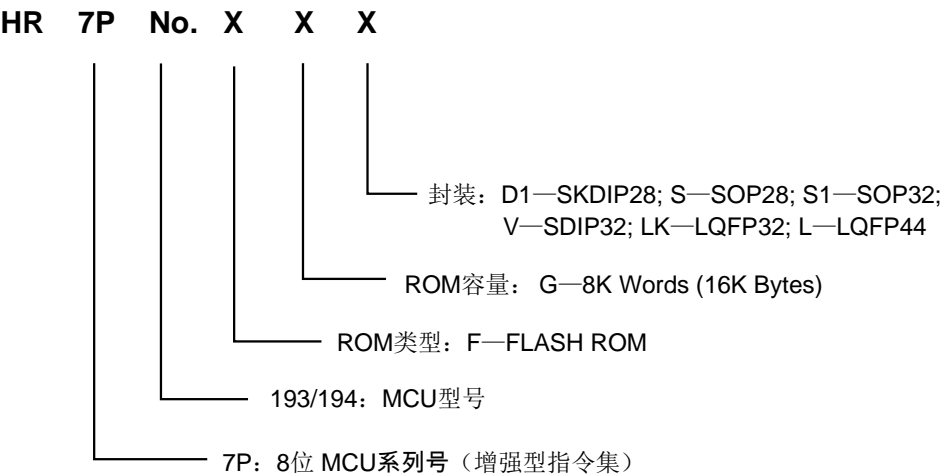 HR 7P No. X X X
封装：D1—SKDIP28; S—SOP28; S1—SOP32;
V—SDIP32; LK—LQFP32; L—LQFP44
ROM容量： G—8K Words (16K Bytes)
ROM类型：F—FLASH ROM
193/194：MCU型号
7P：8位 MCU系列号（增强型指令集）